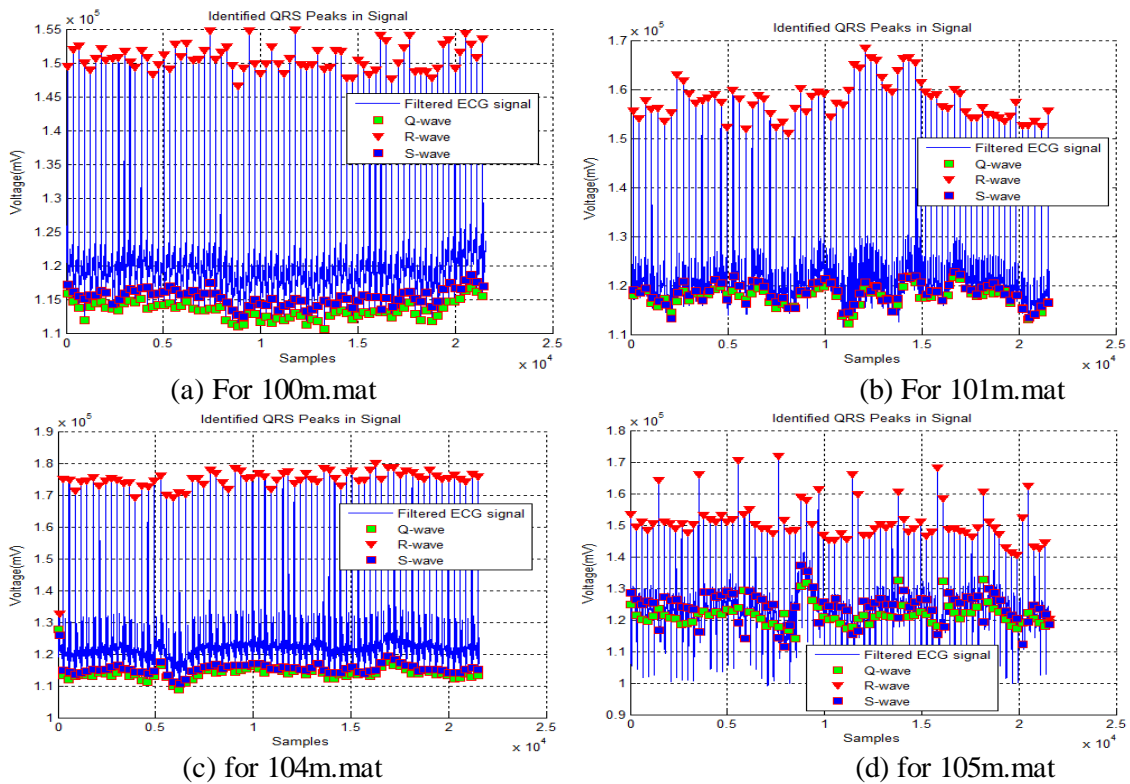 Identified QRS Peaks in Signal
x 10^5
1.55
1.5
1.45
1.4
1.35
1.3
1.25
1.2
1.15
1.1
Voltage(mV)
Filtered ECG signal
Q-wave
R-wave
S-wave
0 0.5 1 1.5 2 2.5
Samples
x 10^4
(a) For 100m.mat
Identified QRS Peaks in Signal
x 10^5
1.7
1.6
1.5
1.4
1.3
1.2
1.1
Voltage(mV)
Filtered ECG signal
Q-wave
R-wave
S-wave
0 0.5 1 1.5 2 2.5
Samples
x 10^4
(b) For 101m.mat
Identified QRS Peaks in Signal
x 10^5
1.9
1.8
1.7
1.6
1.5
1.4
1.3
1.2
1.1
1
Voltage(mV)
Filtered ECG signal
Q-wave
R-wave
S-wave
0 0.5 1 1.5 2 2.5
Samples
x 10^4
(c) for 104m.mat
Identified QRS Peaks in Signal
x 10^5
1.8
1.7
1.6
1.5
1.4
1.3
1.2
1.1
1
0.9
Voltage(mV)
Filtered ECG signal
Q-wave
R-wave
S-wave
0 0.5 1 1.5 2 2.5
Samples
x 10^4
(d) for 105m.mat